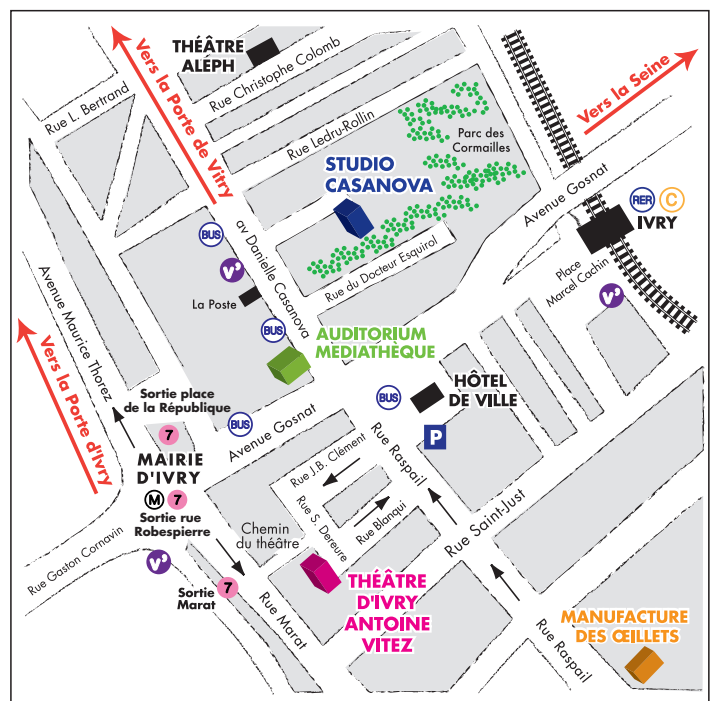 THÉÂTRE
ALEPH
Rue Christophe Colomb
Vers la Porte de Vitry
Vers la Seine
Rue L. Bertrand
Rue Ledru-Rollin
Parc des
Cormailles
STUDIO
CASANOVA
Avenue Gosnat
RER C
IVRY
BUS
av Danielle Casanova
V'
Rue du Docteur Esquirol
Place
Marcel Cachin
V'
La Poste
Avenue Maurice Thorez
BUS
AUDITORIUM
MÉDIATHÈQUE
Vers la Porte d'Ivry
Sortie place
de la République
7
BUS
Avenue Gosnat
BUS
HÔTEL
DE VILLE
P
Rue Raspail
MAIRIE
D'IVRY
M 7
Sortie rue
Robespierre
Rue J.B. Clément
Rue S. Dereure
Rue Blanqui
Rue Saint-Just
Chemin
du théâtre
Rue Gaston Cornavin
V'
Sortie
Marat
7
Rue Marat
THÉÂTRE
D'IVRY
ANTOINE
VITEZ
Rue Raspail
MANUFACTURE
DES ŒILLETS